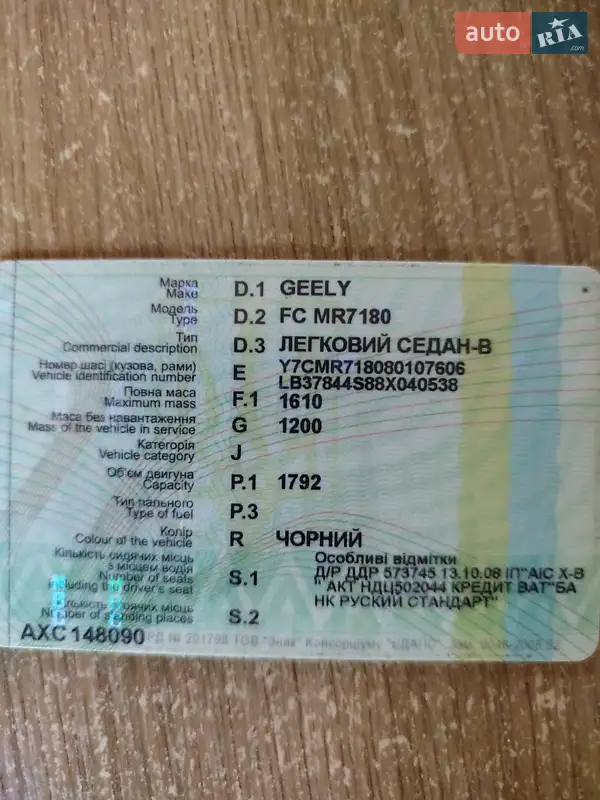 auto RIA.com
Марка
Make D.1 GEELY
Модель
Type D.2 FC MR7180
Тип
Commercial description D.3 ЛЕГКОВИЙ СЕДАН-В
Номер шасі (кузова, рами)
Vehicle identification number E Y7CMR718080107606
LB37844S88X040538
Повна маса
Maximum mass F.1 1610
Маса без навантаження
Mass of the vehicle in service G 1200
Категорія
Vehicle category J
Об'єм двигуна
Capacity P.1 1792
Тип пального
Type of fuel P.3
Колір
Colour of the vehicle R ЧОРНИЙ
Кількість сидячих місць
з місцем водія
Number of seats
including the driver's seat S.1
Особливі відмітки
Д/Р ДДР 573745 13.10.08 ІП"АІС Х-В
" АКТ НДЦ502044 КРЕДИТ ВАТ"БА
НК РУСКИЙ СТАНДАРТ"
Кількість стоячих місць
Number of standing places S.2
АХС 148090